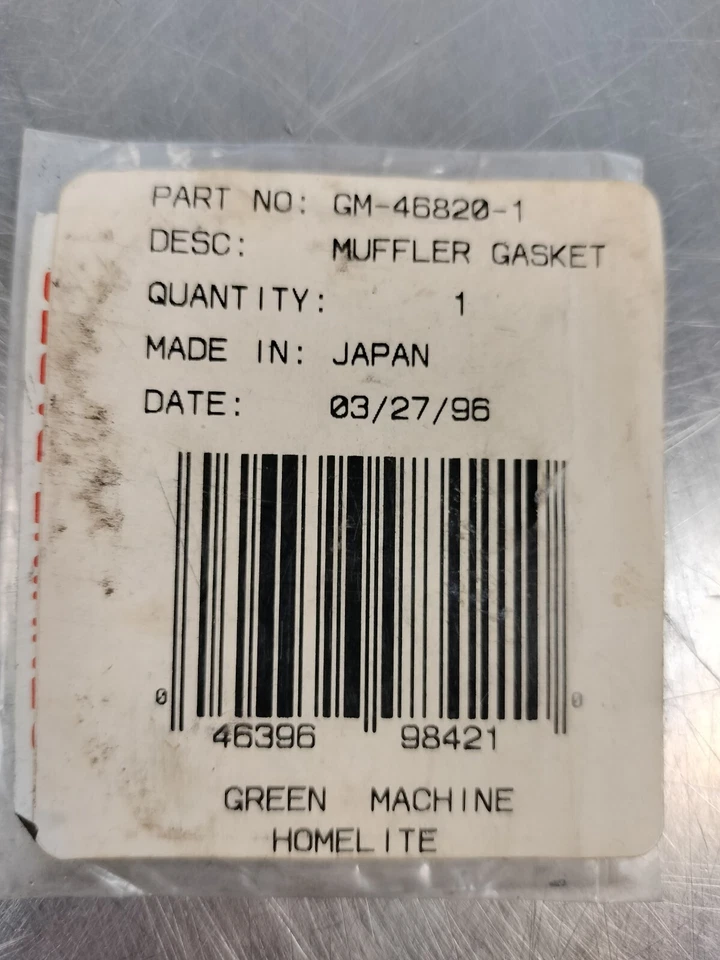 PART NO: GM-46820-1
DESC: MUFFLER GASKET
QUANTITY: 1
MADE IN: JAPAN
DATE: 03/27/96
0 46396 98421 0
GREEN MACHINE
HOMELITE